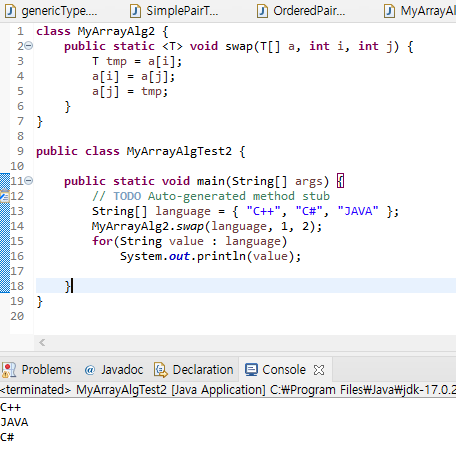 genericType.... SimplePairT... OrderedPair... MyArrayAl
1 class MyArrayAlg2 {
2 public static <T> void swap(T[] a, int i, int j) {
3 T tmp = a[i];
4 a[i] = a[j];
5 a[j] = tmp;
6 }
7 }
8
9 public class MyArrayAlgTest2 {
10
11 public static void main(String[] args) {
12 // TODO Auto-generated method stub
13 String[] language = { "C++", "C#", "JAVA" };
14 MyArrayAlg2.swap(language, 1, 2);
15 for(String value : language)
16 System.out.println(value);
17
18 }
19 }
20
Problems @ Javadoc Declaration Console
<terminated> MyArrayAlgTest2 [Java Application] C:₩Program Files₩Java₩jdk-17.0.2
C++
JAVA
C#